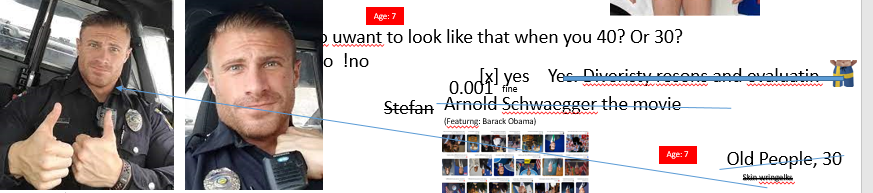 Age: 7
uwant to look like that when you 40? Or 30?
o !no
[x] yes Yes. Diveristy resons and evaluatin
0.001 fine
Stefan Arnold Schwaegger the movie
(Featurng: Barack Obama)
Age: 7
Old People, 30
Skin wringelks